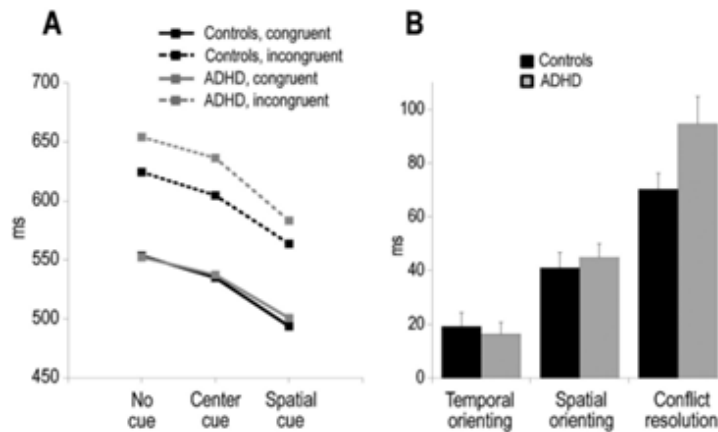 A
Controls, congruent
Controls, incongruent
ADHD, congruent
ADHD, incongruent
700
650
600
550
500
450
ms
No cue
Center cue
Spatial cue
B
Controls
ADHD
100
80
60
40
20
0
ms
Temporal orienting
Spatial orienting
Conflict resolution